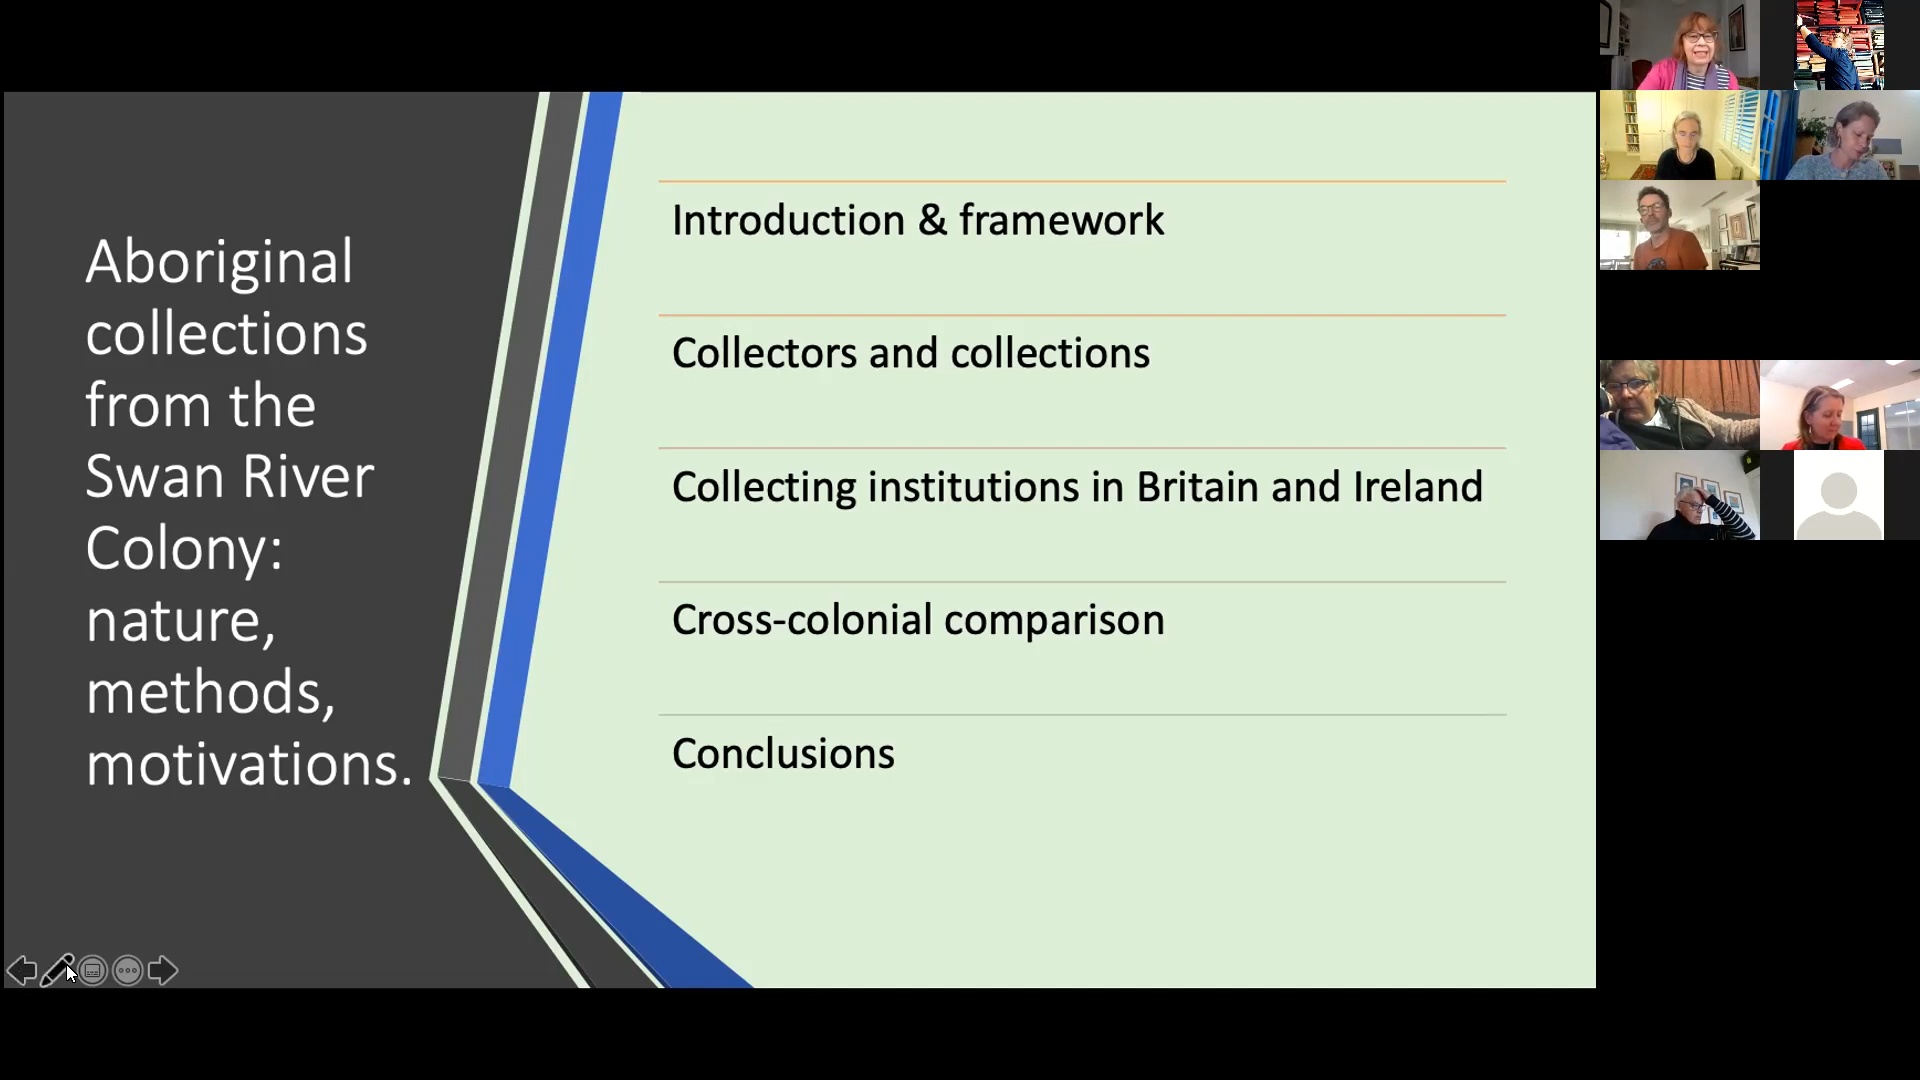 Aboriginal
collections
from the
Swan River
Colony:
nature,
methods,
motivations.
Introduction & framework
Collectors and collections
Collecting institutions in Britain and Ireland
Cross-colonial comparison
Conclusions